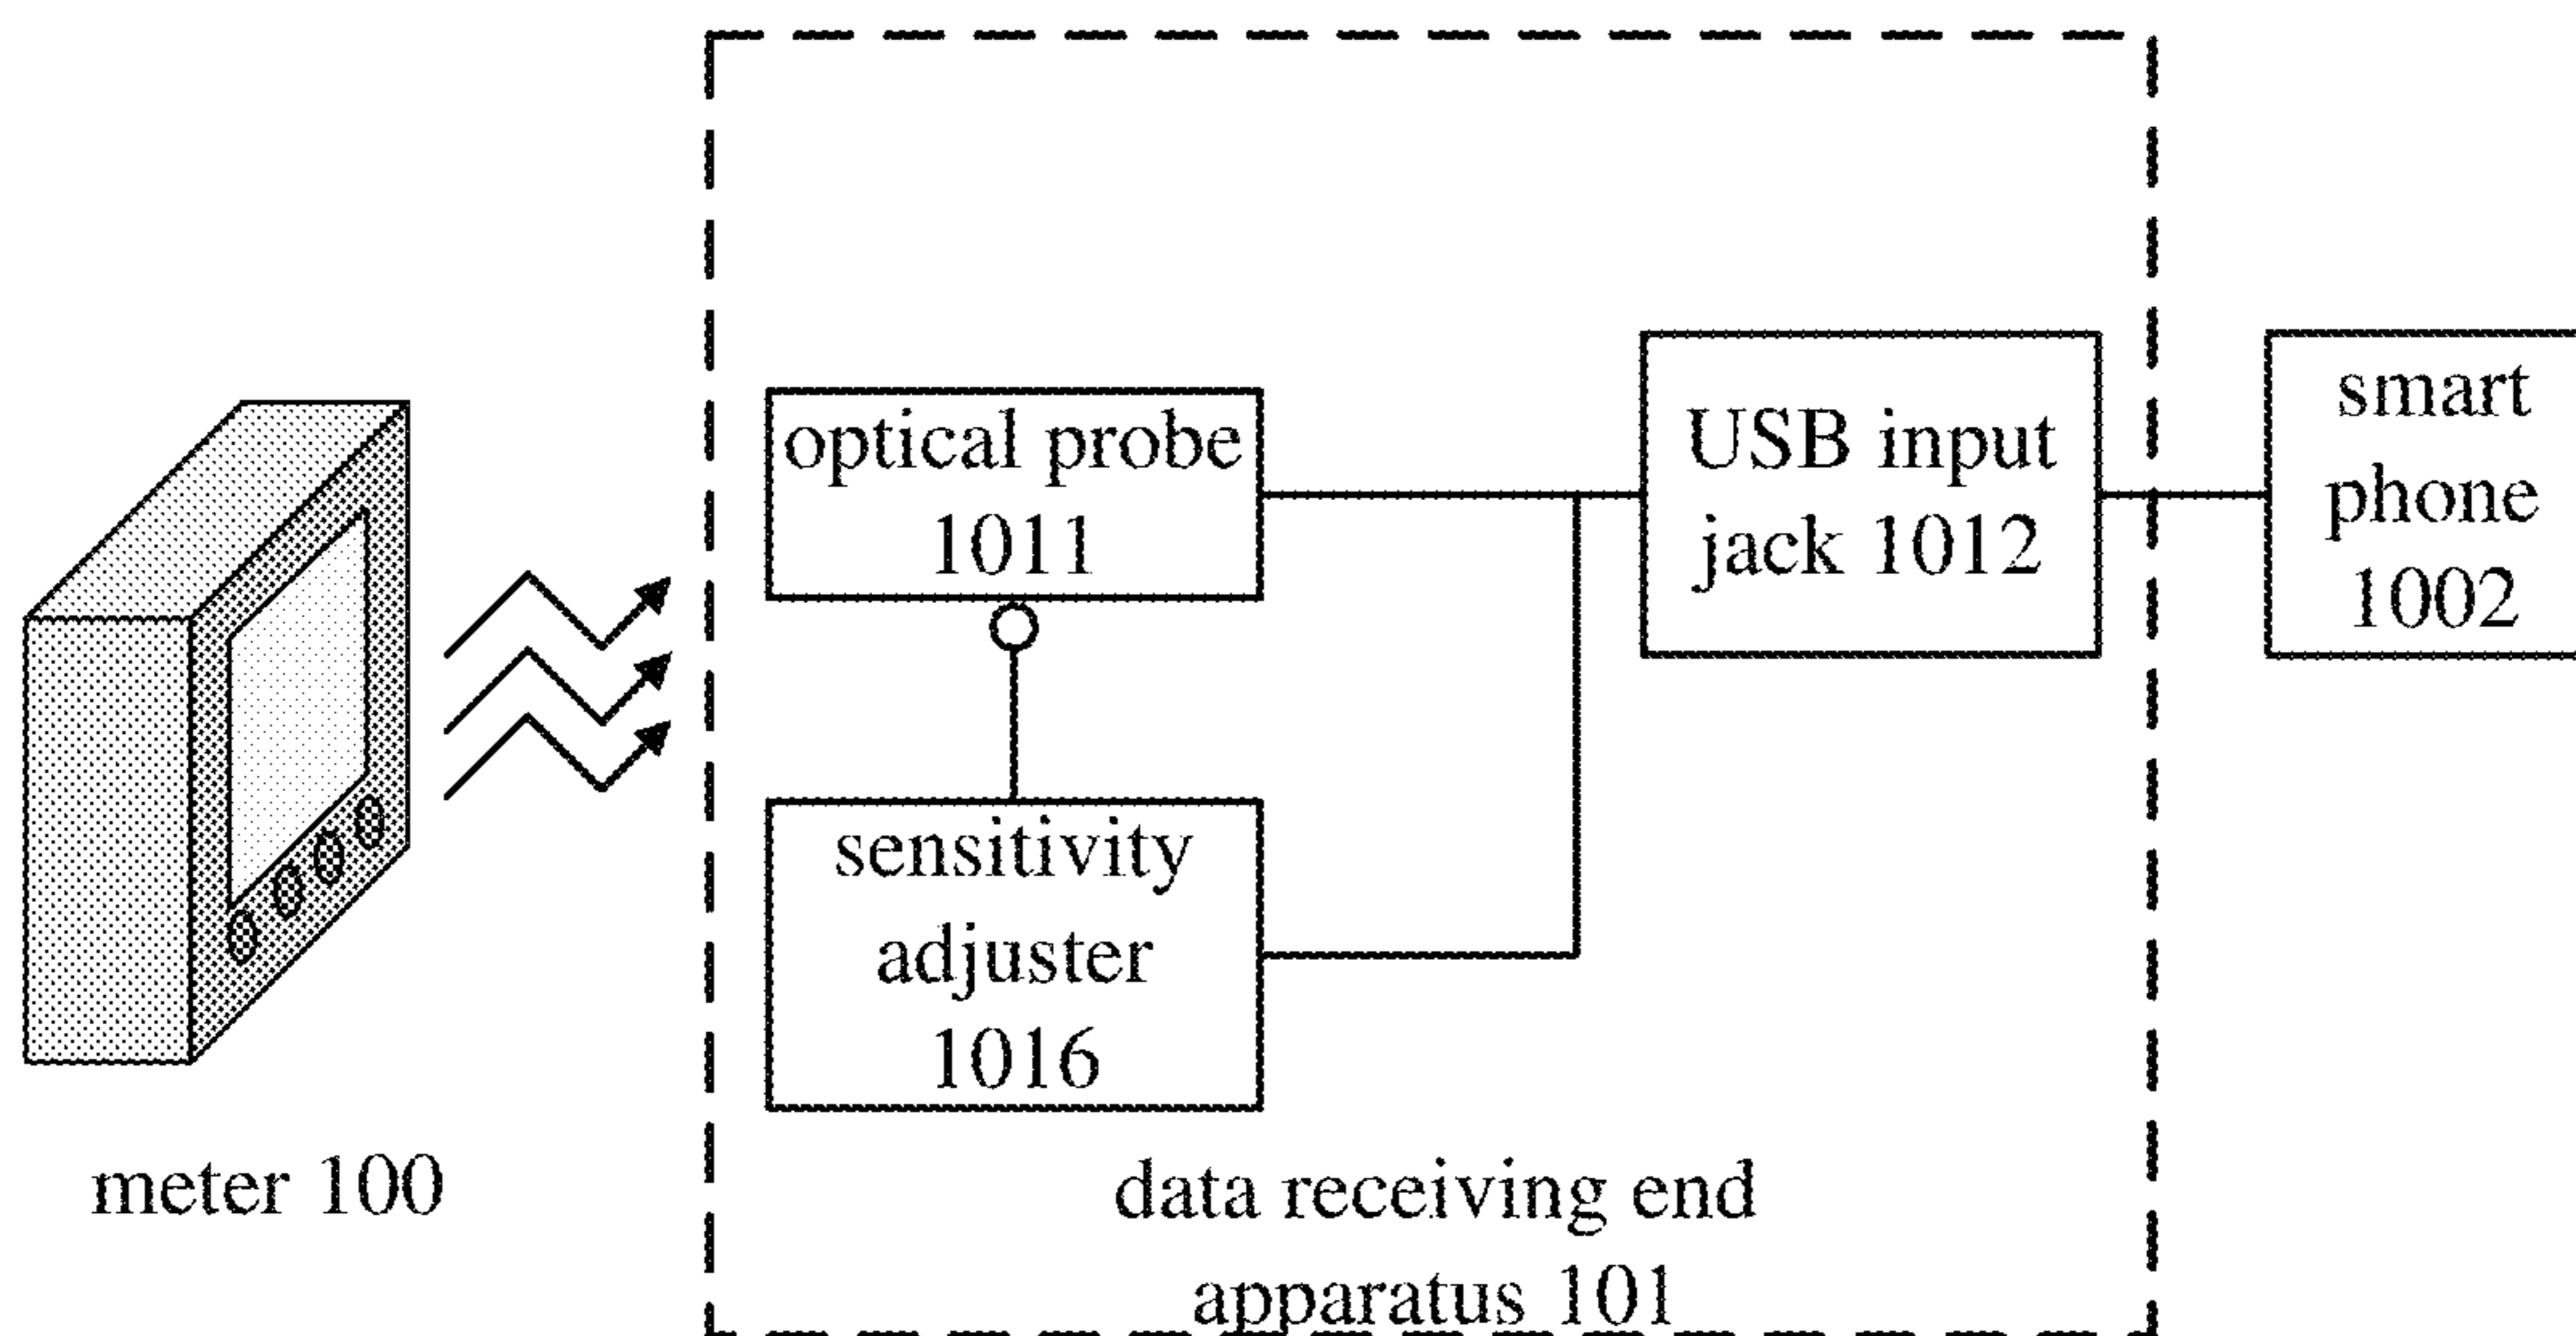 optical probe
1011
USB input
jack 1012
smart
phone
1002
sensitivity
adjuster
1016
meter 100
data receiving end
apparatus 101